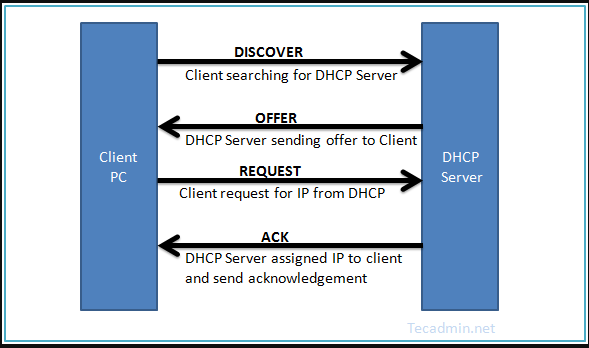 DISCOVER
Client searching for DHCP Server
OFFER
DHCP Server sending offer to Client
Client
PC
DHCP
Server
REQUEST
Client request for IP from DHCP
ACK
DHCP Server assigned IP to client
and send acknowledgement
Tecadmin.net